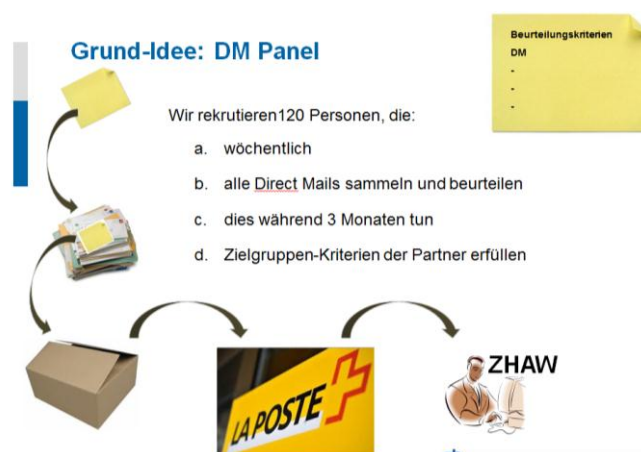 Grund-Idee: DM Panel
Beurteilungskriterien
DM
-
-
-
Wir rekrutieren120 Personen, die:
a. wöchentlich
b. alle Direct Mails sammeln und beurteilen
c. dies während 3 Monaten tun
d. Zielgruppen-Kriterien der Partner erfüllen
LA POSTE
ZHAW